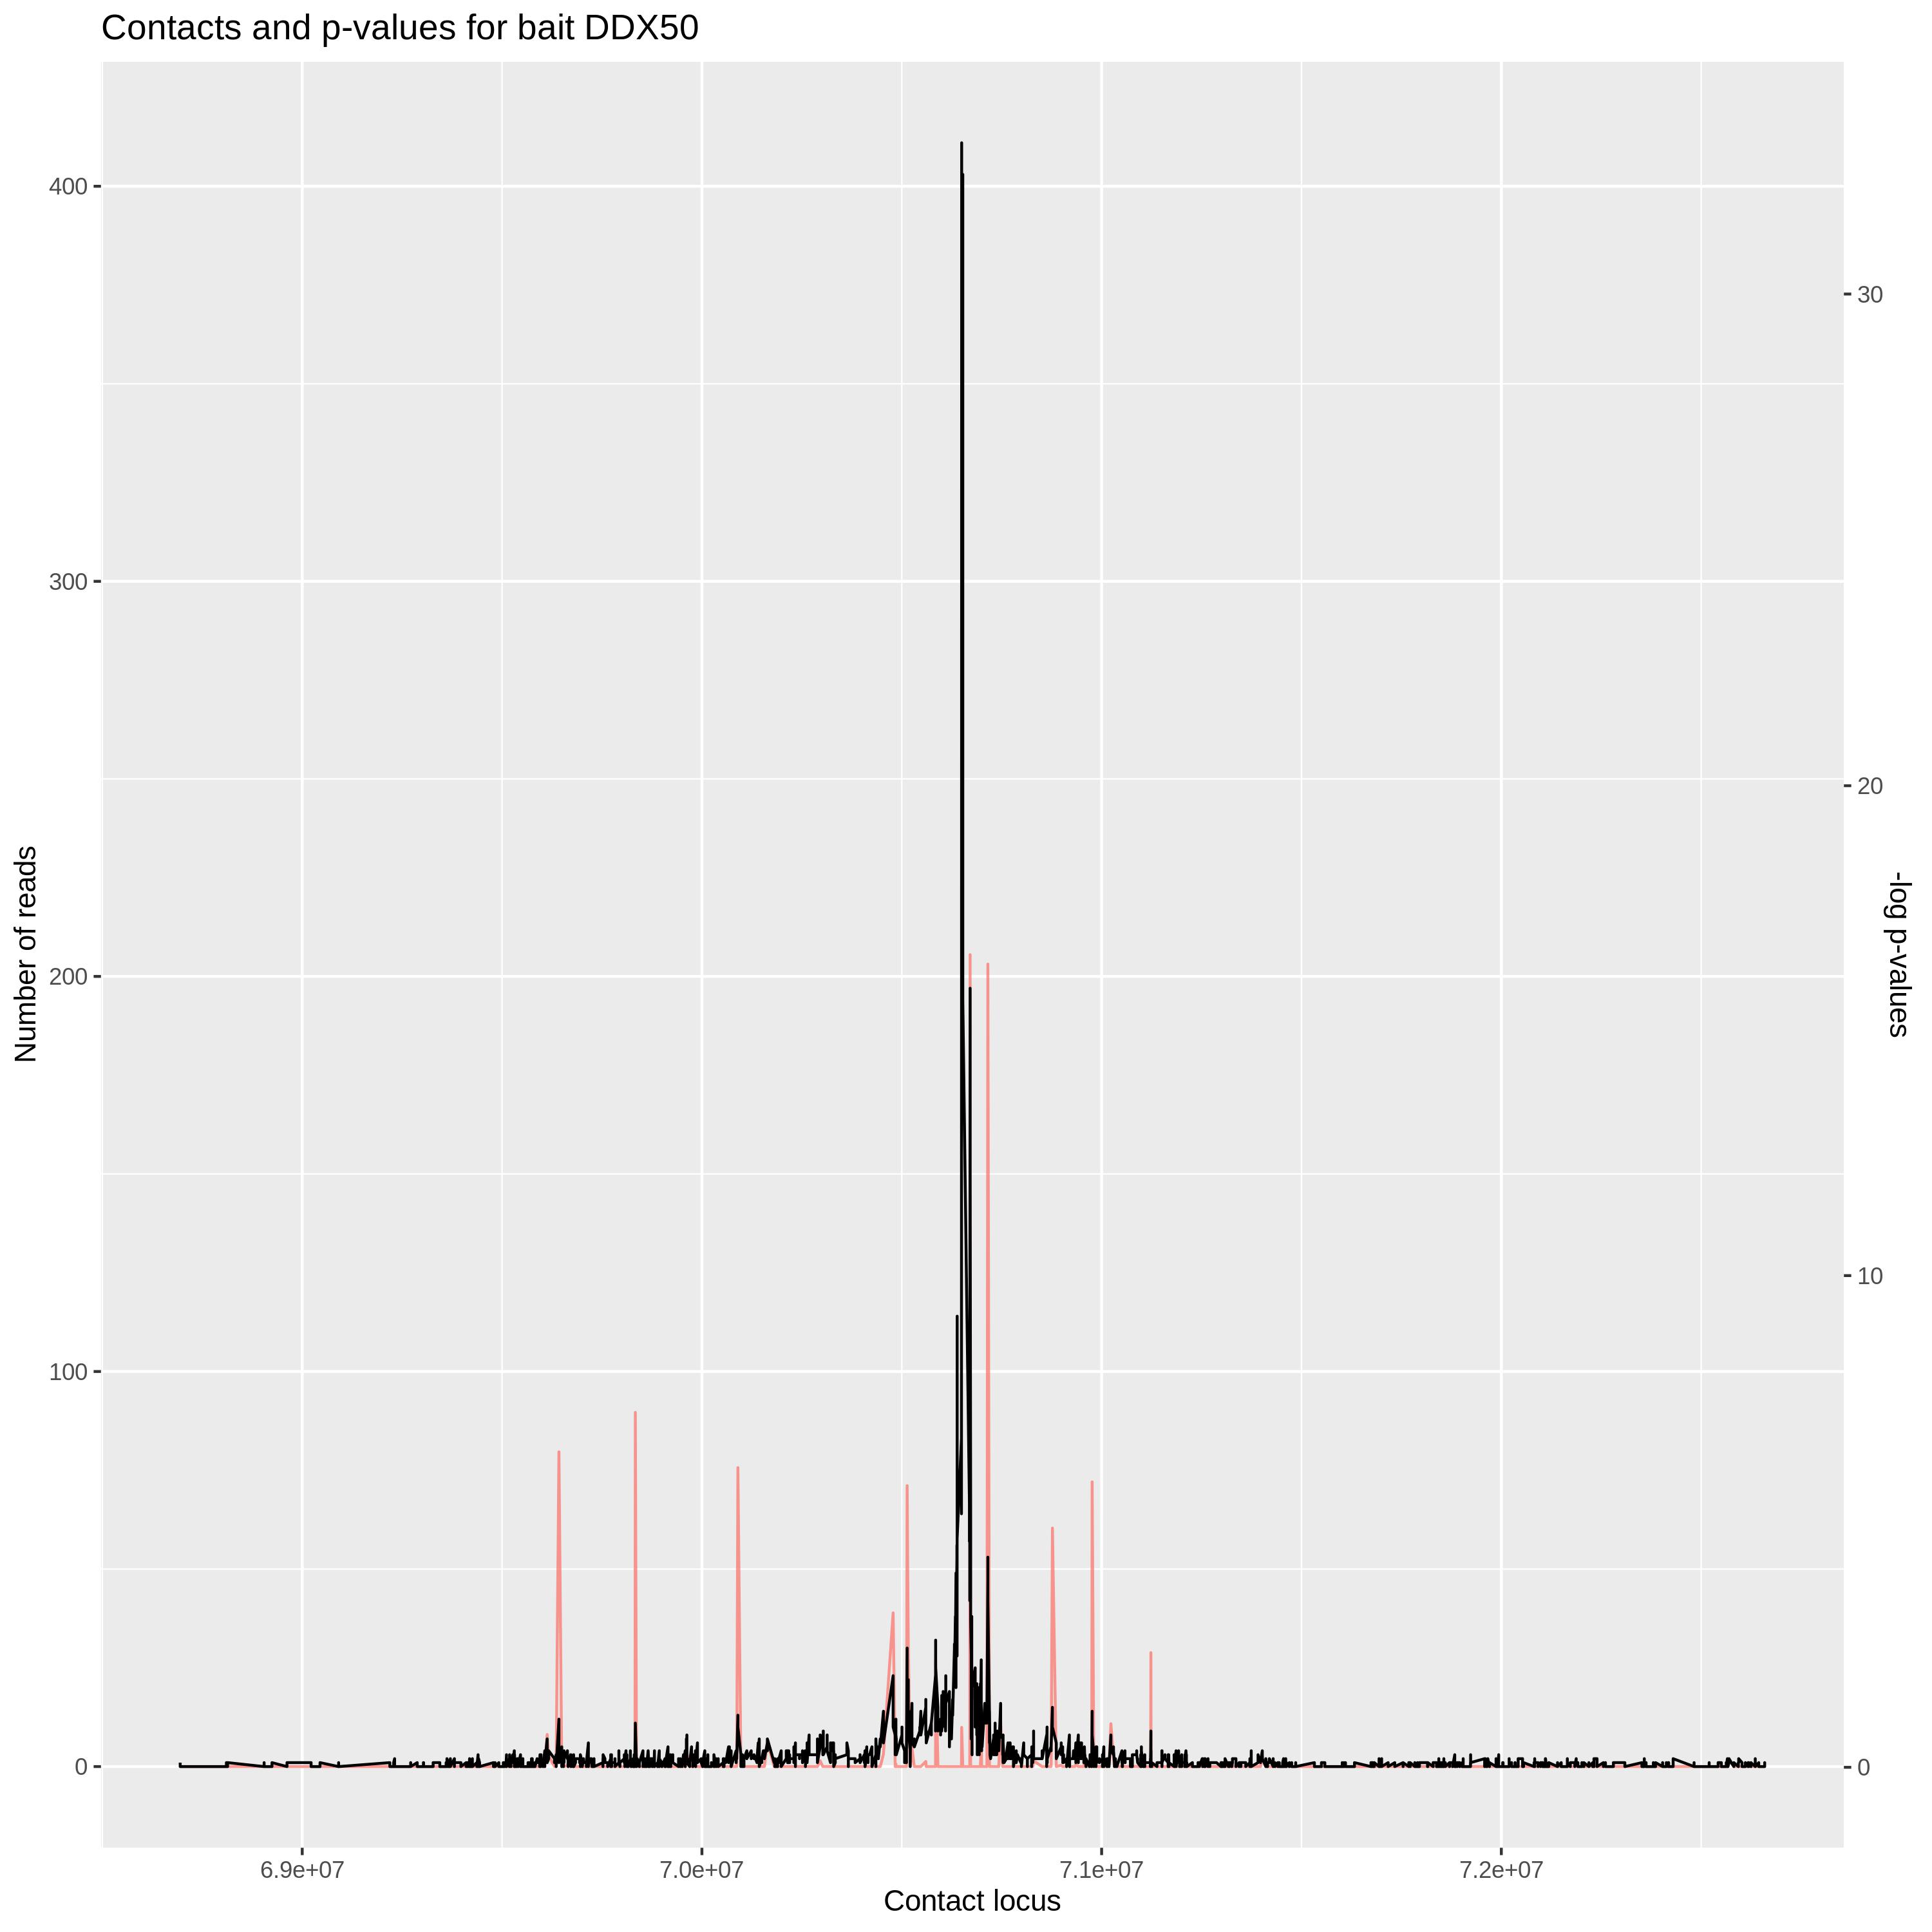 Contacts and p-values for bait DDX50
400
300
200
100
0
Number of reads
30
20
10
0
-log p-values
6.9e+07
7.0e+07
7.1e+07
7.2e+07
Contact locus